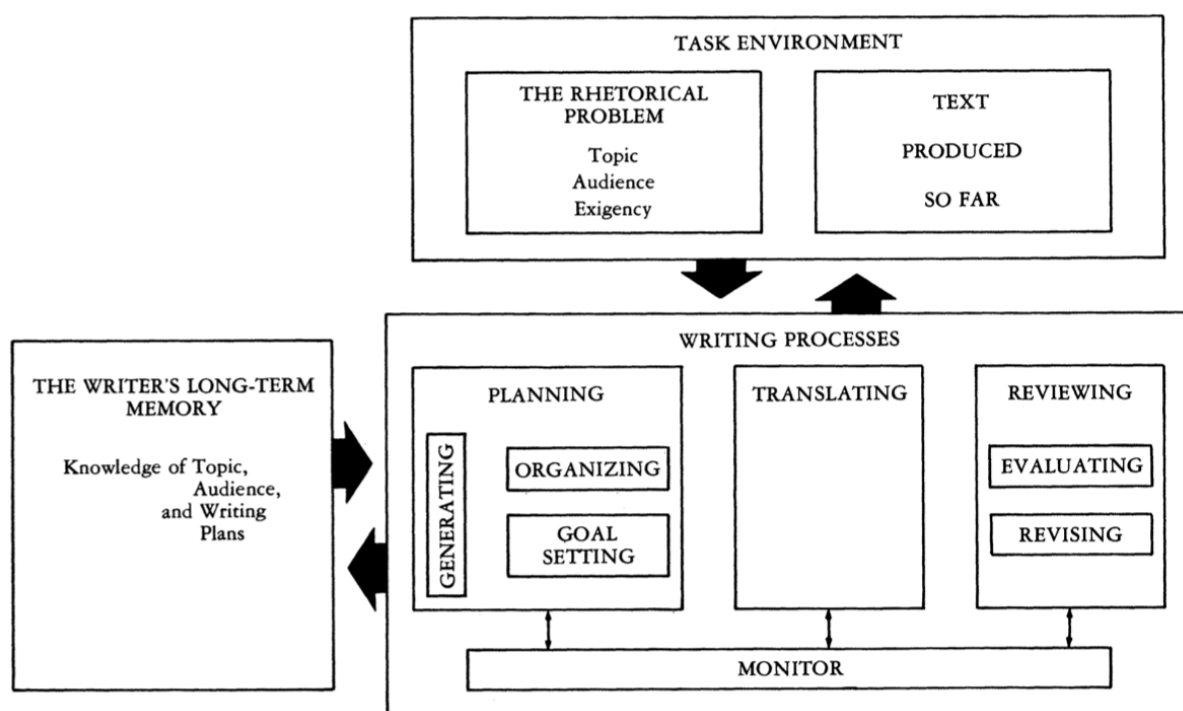 TASK ENVIRONMENT
THE RHETORICAL
PROBLEM
Topic
Audience
Exigency
TEXT
PRODUCED
SO FAR
WRITING PROCESSES
THE WRITER'S LONG-TERM
MEMORY
Knowledge of Topic,
Audience,
and Writing
Plans
PLANNING
GENERATING
ORGANIZING
GOAL
SETTING
TRANSLATING
REVIEWING
EVALUATING
REVISING
MONITOR